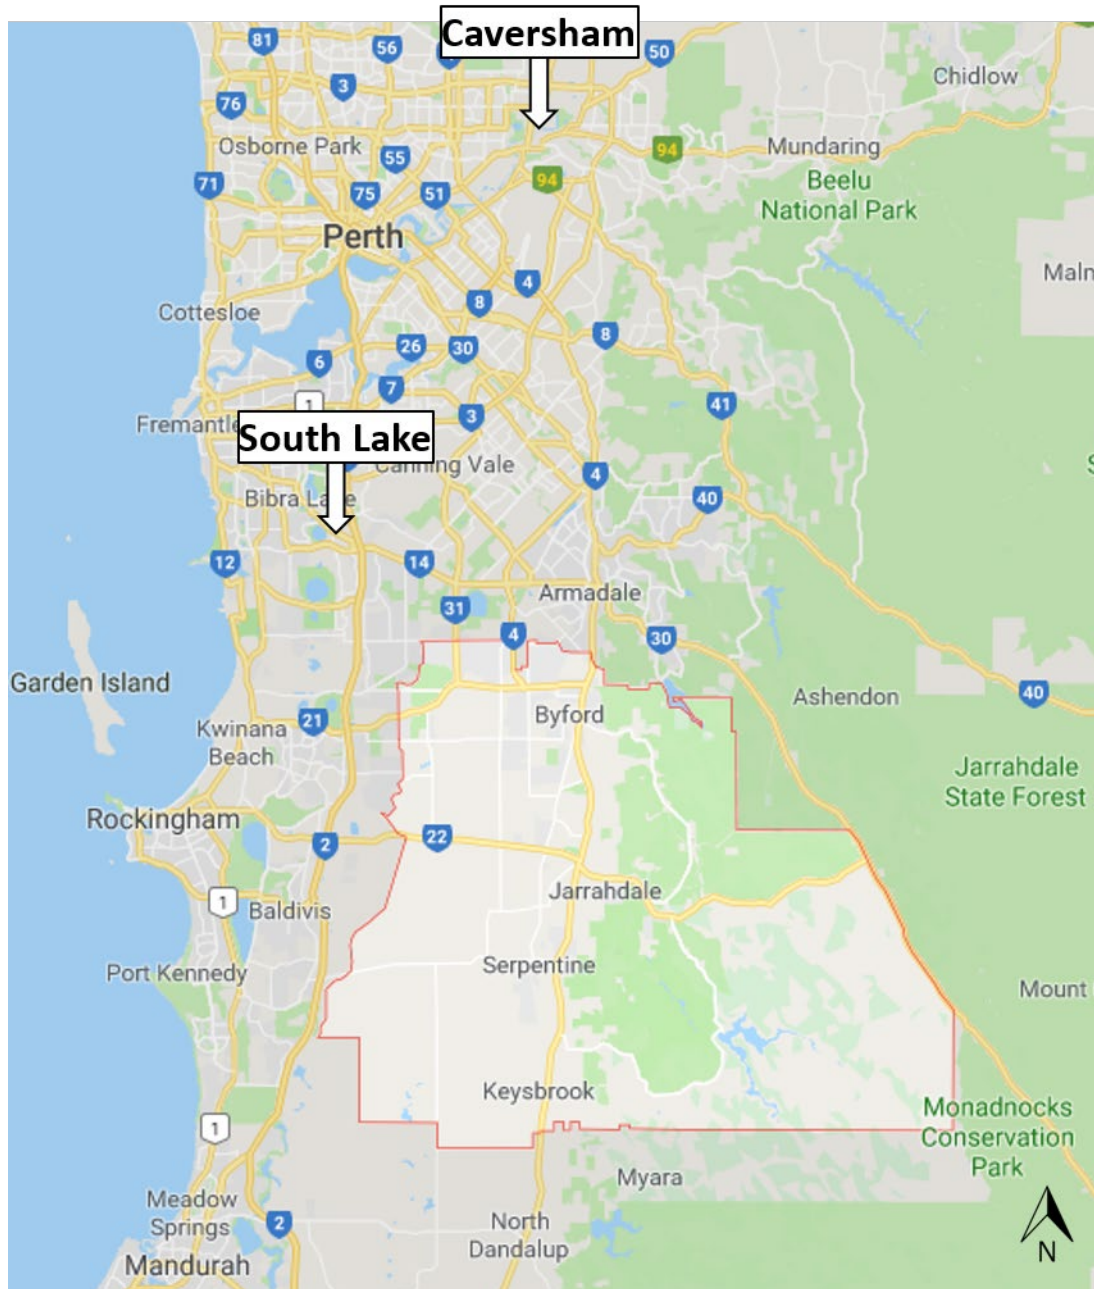 Caversham
81
56
50
Chidlow
3
76
Osborne Park
55
94
Mundaring
71
75
51
94
Beelu
National Park
Perth
4
8
Cottesloe
26
30
8
6
7
1
3
41
Fremantle
South Lake
Canning Vale
4
Bibra Lake
40
12
14
Armadale
31
4
30
Garden Island
Ashendon
40
21
Byford
Kwinana
Beach
Jarrahdale
State Forest
Rockingham
22
2
Jarrahdale
1
Baldivis
Serpentine
Port Kennedy
Mount
Keysbrook
Monadnocks
Conservation
Park
1
Myara
Meadow
Springs
2
North
Dandalup
N
Mandurah